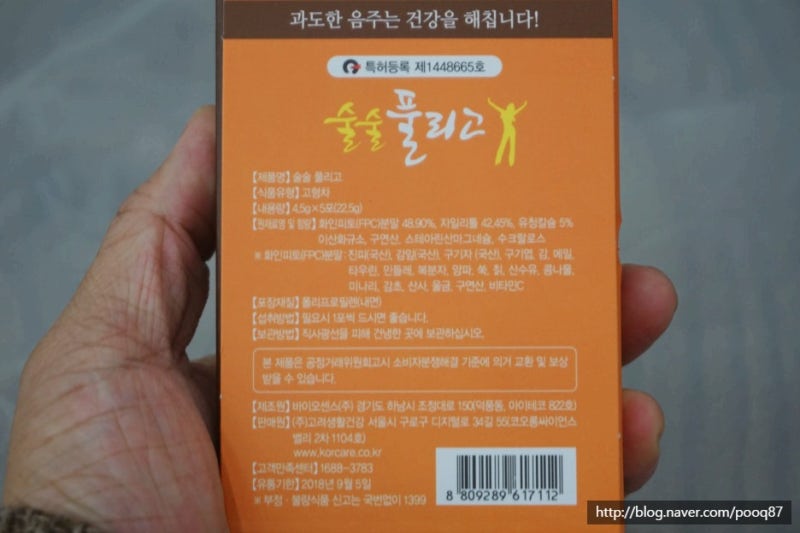 과도한 음주는 건강을 해칩니다!
특허등록 제1448665호
술술풀리고
【제품명】 술술 풀리고
【식품유형】 고형차
【내용량】 4.5g×5포(22.5g)
【원재료명 및 함량】 화인피토(FPC)분말 48.90%, 자일리톨 42.45%, 유청칼슘 5%
이산화규소, 구연산, 스테아린산마그네슘, 수크랄로스
※ 화인피토(FPC)분말 : 진피(국산), 감잎(국산), 구기자 (국산), 구기엽, 감, 메밀,
타우린, 민들레, 복분자, 양파, 쑥, 칡, 산수유, 콩나물,
미나리, 감초, 산사, 울금, 구연산, 비타민C
【포장재질】 폴리프로필렌(내면)
【섭취방법】 필요시 1포씩 드시면 좋습니다.
【보관방법】 직사광선을 피해 건냉한 곳에 보관하십시오.
본 제품은 공정거래위원회고시 소비자분쟁해결 기준에 의거 교환 및 보상
받을 수 있습니다.
【제조원】 바이오센스(주) 경기도 하남시 조정대로 150(덕풍동, 아이테코 822호)
【판매원】 (주)고려생활건강 서울시 구로구 디지털로 34길 55(코오롱싸이언스
밸리 2차 1104호)
www.korcare.co.kr
【고객만족센터】 1688-3783
【유통기한】 2018년 9월 5일
※ 부정·불량식품 신고는 국번없이 1399
8 809289 617112
http://blog.naver.com/pooq87